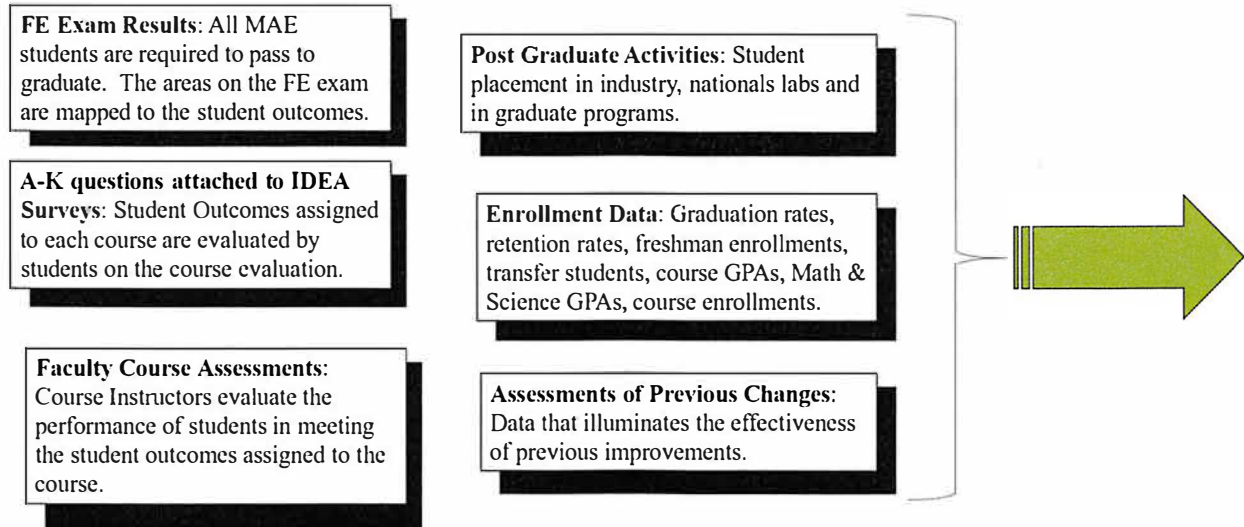 FE Exam Results: All MAE
students are required to pass to
graduate. The areas on the FE exam
are mapped to the student outcomes.
A-K questions attached to IDEA
Surveys: Student Outcomes assigned
to each course are evaluated by
students on the course evaluation.
Faculty Course Assessments:
Course Instructors evaluate the
performance of students in meeting
the student outcomes assigned to the
course.
Post Graduate Activities: Student
placement in industry, nationals labs and
in graduate programs.
Enrollment Data: Graduation rates,
retention rates, freshman enrollments,
transfer students, course GPAs, Math &
Science GPAs, course enrollments.
Assessments of Previous Changes:
Data that illuminates the effectiveness
of previous improvements.